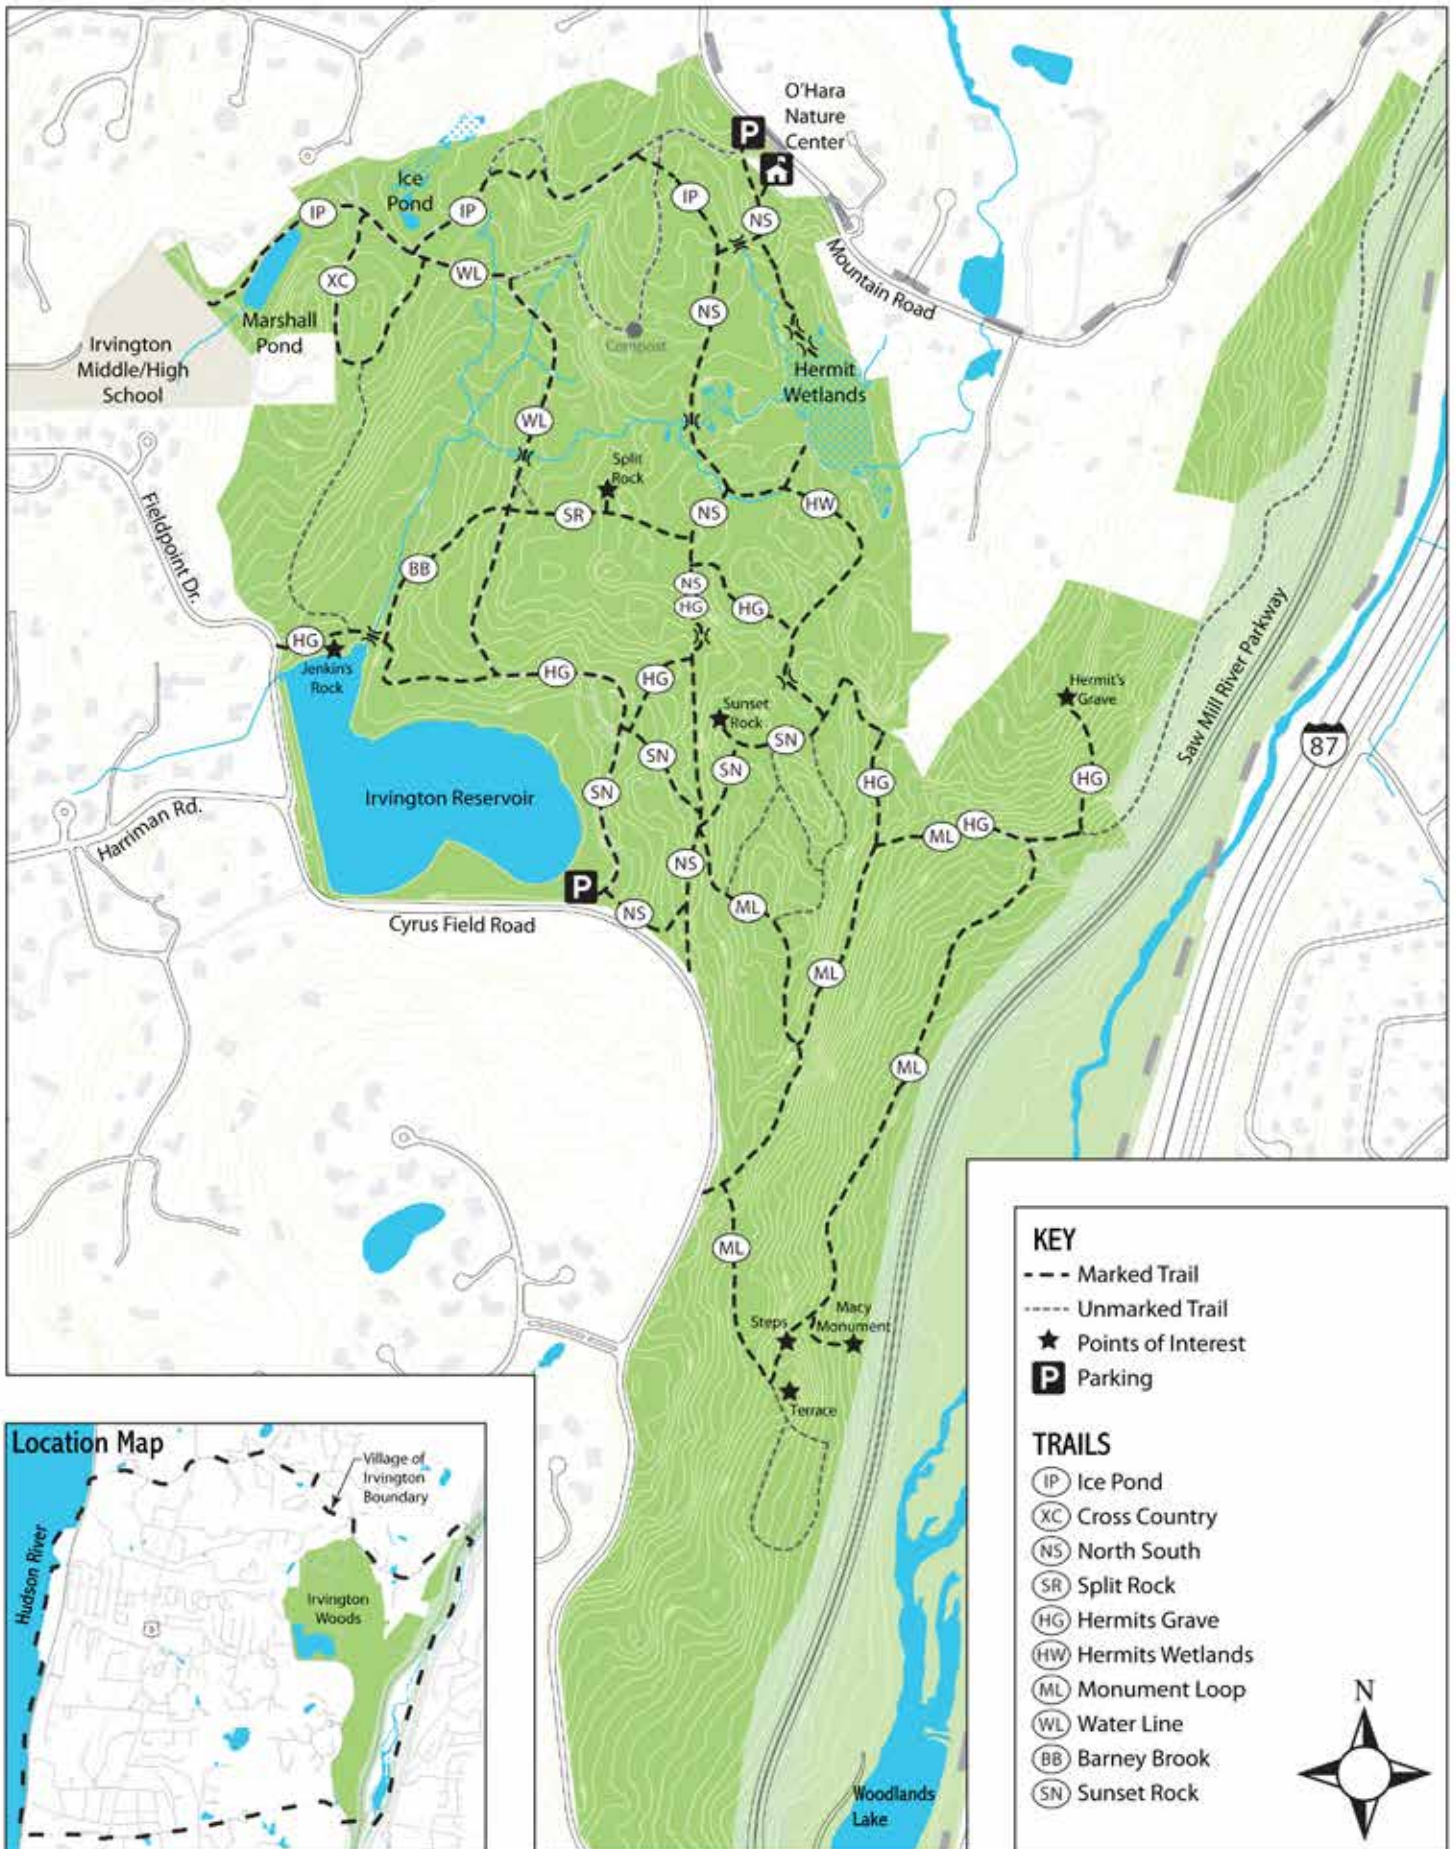 P
O'Hara
Nature
Center
Ice
Pond
IP
IP
IP
NS
Mountain Road
XC
WL
NS
Marshall
Pond
Irvington
Middle/High
School
Compost
Hermit
Wetlands
WL
Split
Rock
SR
NS
HW
Fieldpoint Dr.
BB
NS
HG
HG
HG
Jenkin's
Rock
HG
HG
Sunset
Rock
SN
SN
SN
Hermit's
Grave
Saw Mill River Parkway
87
Irvington Reservoir
SN
HG
HG
Harriman Rd.
ML
HG
NS
P
NS
ML
Cyrus Field Road
ML
ML
ML
Steps
Macy
Monument
Terrace
Woodlands
Lake
KEY
Marked Trail
Unmarked Trail
Points of Interest
P Parking
TRAILS
IP Ice Pond
XC Cross Country
NS North South
SR Split Rock
HG Hermits Grave
HW Hermits Wetlands
ML Monument Loop
WL Water Line
BB Barney Brook
SN Sunset Rock
N
Location Map
Village of
Irvington
Boundary
Hudson River
Irvington
Woods